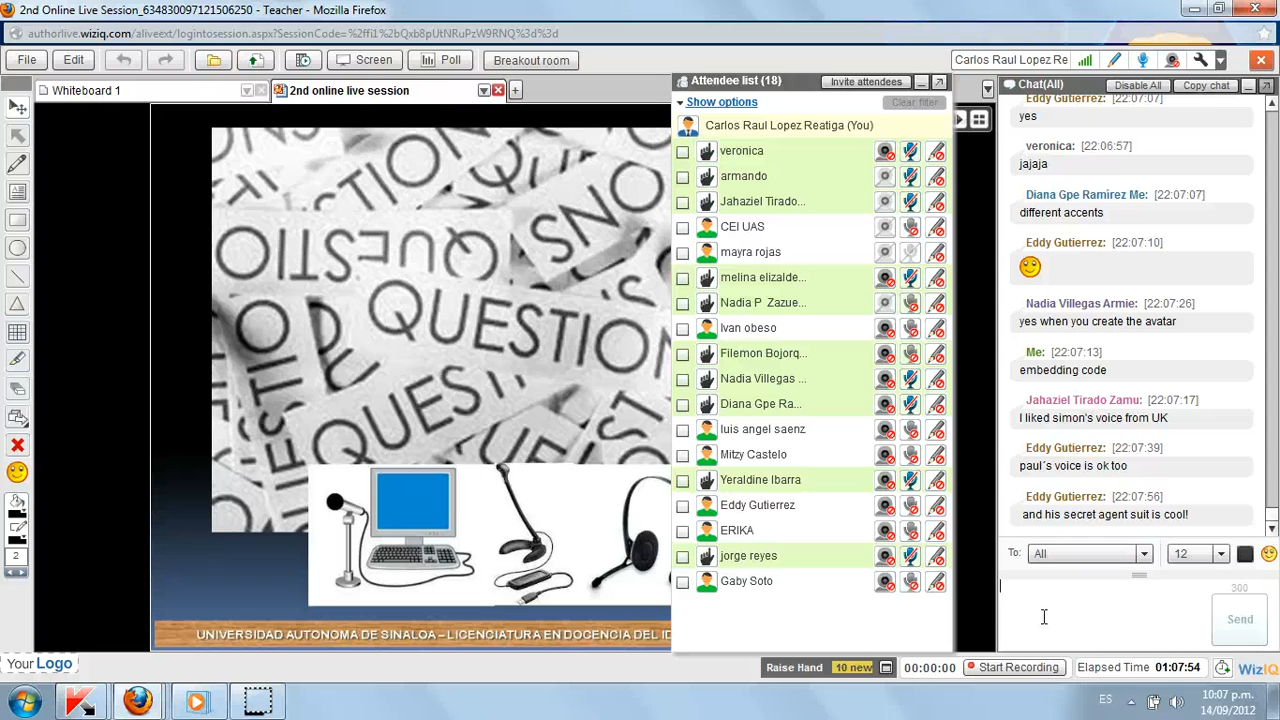 2nd Online Live Session_634830097121506250 - Teacher - Mozilla Firefox
authorlive.wiziq.com/aliveext/logintosession.aspx?SessionCode=%2ffi1%2bQxb8pUtNRuPzW9RNQ%3d%3d
File Edit Screen Poll Breakout room Carlos Raul Lopez Re
Whiteboard 1 2nd online live session
Attendee list (18) Invite attendees
Show options Clear filter
Carlos Raul Lopez Reatiga (You)
veronica
armando
Jahaziel Tirado...
CEI UAS
mayra rojas
melina elizalde...
Nadia P Zazue...
Ivan obeso
Filemon Bojorq...
Nadia Villegas ...
Diana Gpe Ra...
luis angel saenz
Mitzy Castelo
Yeraldine Ibarra
Eddy Gutierrez
ERIKA
jorge reyes
Gaby Soto
Chat(All) Disable All Copy chat
Eddy Gutierrez: [22:07:07]
yes
veronica: [22:06:57]
jajaja
Diana Gpe Ramirez Me: [22:07:07]
different accents
Eddy Gutierrez: [22:07:10]
Nadia Villegas Armie: [22:07:26]
yes when you create the avatar
Me: [22:07:13]
embedding code
Jahaziel Tirado Zamu: [22:07:17]
I liked simon's voice from UK
Eddy Gutierrez: [22:07:39]
paul´s voice is ok too
Eddy Gutierrez: [22:07:56]
and his secret agent suit is cool!
To: All 12
300
Send
QUESTION
QUESTION
QUEST
2
UNIVERSIDAD AUTONOMA DE SINALOA – LICENCIATURA EN DOCENCIA DEL ID
Your Logo
Raise Hand 10 new 00:00:00 Start Recording Elapsed Time 01:07:54 WizIQ
ES
10:07 p.m.
14/09/2012